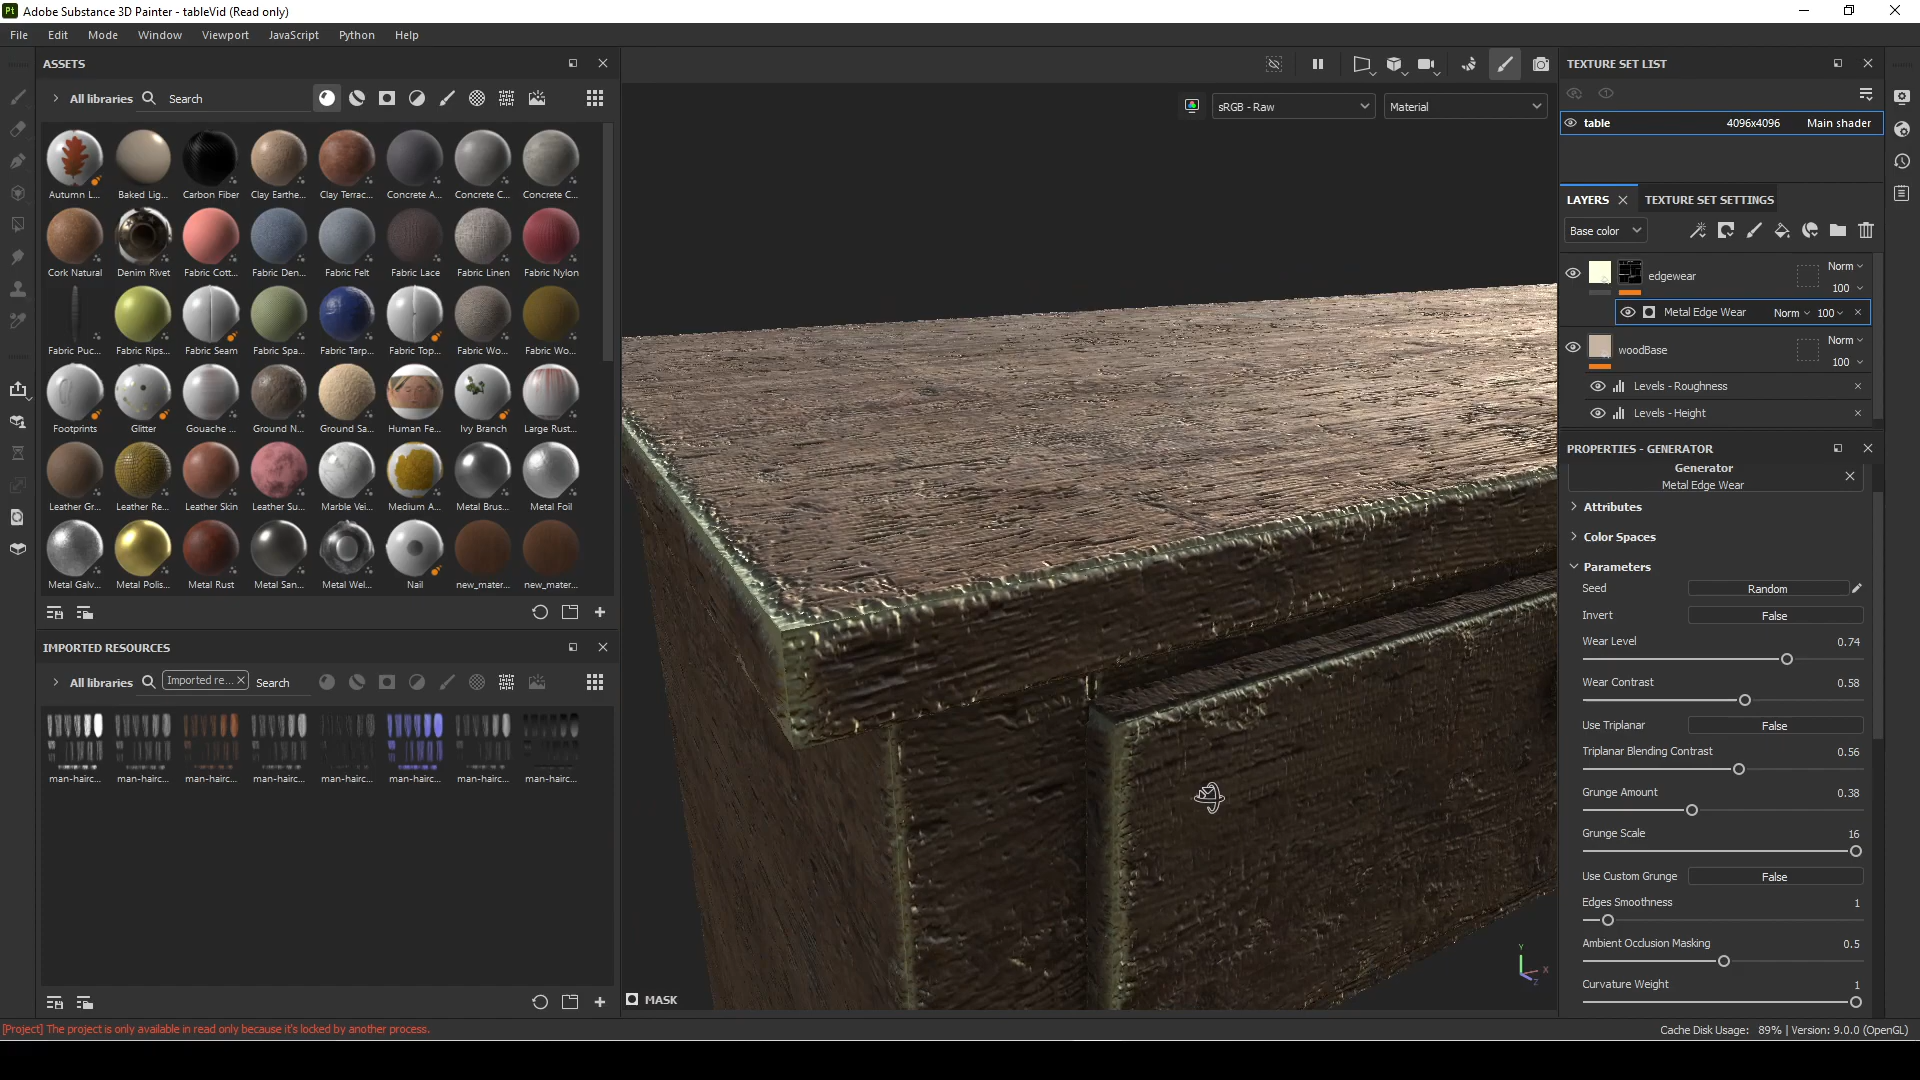 Pt Adobe Substance 3D Painter - tableVid (Read only)
File Edit Mode Window Viewport JavaScript Python Help
ASSETS
All libraries Search
Autumn L... Baked Lig... Carbon Fiber Clay Earthe... Clay Terrac... Concrete A... Concrete C... Concrete C...
Cork Natural Denim Rivet Fabric Cott... Fabric Den... Fabric Felt Fabric Lace Fabric Linen Fabric Nylon
Fabric Puc... Fabric Rips... Fabric Seam Fabric Spa... Fabric Tarp... Fabric Top... Fabric Wo... Fabric Wo...
Footprints Glitter Gouache ... Ground N... Ground Sa... Human Fe... Ivy Branch Large Rust...
Leather Gr... Leather Re... Leather Skin Leather Su... Marble Vei... Medium A... Metal Brus... Metal Foil
Metal Galv... Metal Polis... Metal Rust Metal San... Metal Wel... Nail new_mater... new_mater...
IMPORTED RESOURCES
All libraries Imported re... Search
man-hairc... man-hairc... man-hairc... man-hairc... man-hairc... man-hairc... man-hairc... man-hairc...
sRGB - Raw Material
MASK
Y
X
Z
TEXTURE SET LIST
table 4096x4096 Main shader
LAYERS TEXTURE SET SETTINGS
Base color
edgewear Norm
100
Metal Edge Wear Norm 100
woodBase Norm
100
Levels - Roughness
Levels - Height
PROPERTIES - GENERATOR
Generator
Metal Edge Wear
Attributes
Color Spaces
Parameters
Seed Random
Invert False
Wear Level 0.74
Wear Contrast 0.58
Use Triplanar False
Triplanar Blending Contrast 0.56
Grunge Amount 0.38
Grunge Scale 16
Use Custom Grunge False
Edges Smoothness 1
Ambient Occlusion Masking 0.5
Curvature Weight 1
[Project] The project is only available in read only because it's locked by another process.
Cache Disk Usage: 89% | Version: 9.0.0 (OpenGL)